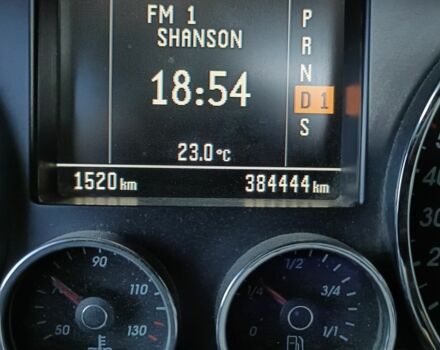 FM 1
SHANSON
18:54
23.0 °C
P
R
N
D 1
S
1520 km
384444 km
50
90
110
130
0
1/4
1/2
3/4
1/1